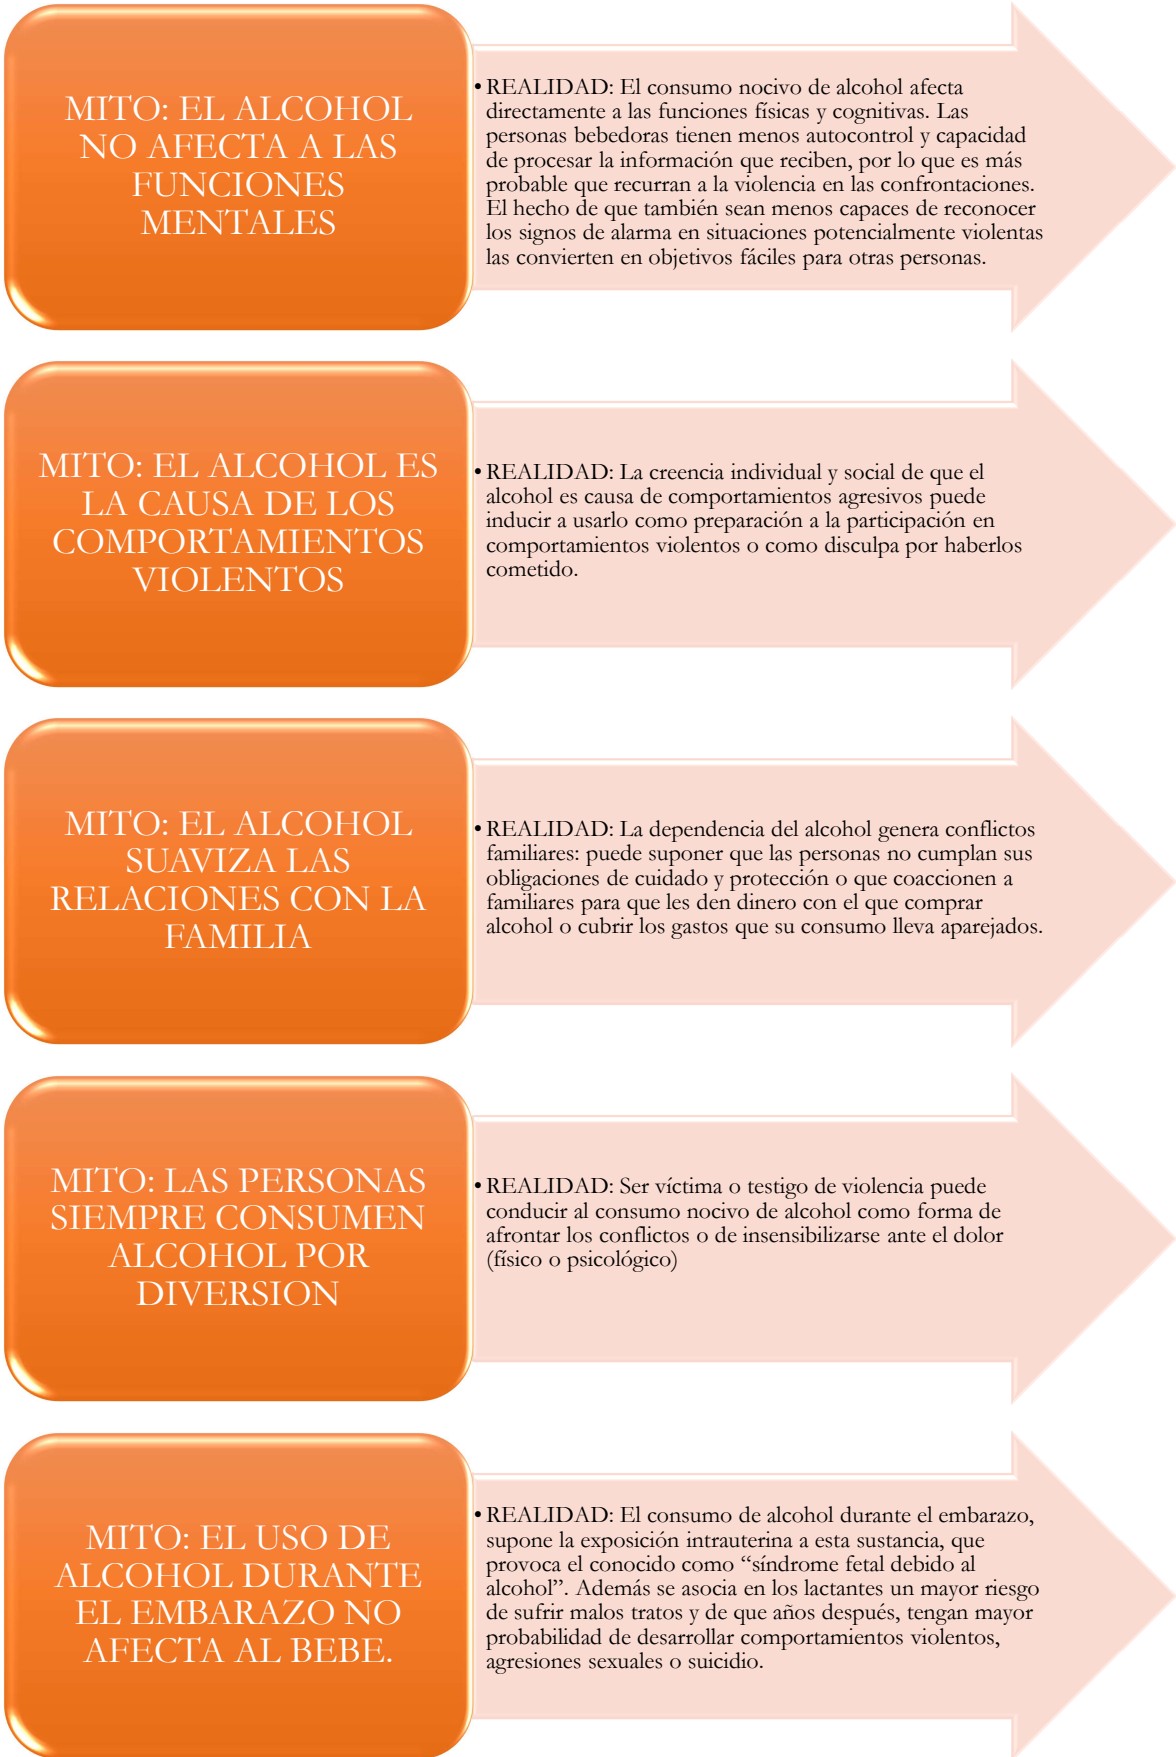 MITO: EL ALCOHOL
NO AFECTA A LAS
FUNCIONES
MENTALES
• REALIDAD: El consumo nocivo de alcohol afecta
directamente a las funciones físicas y cognitivas. Las
personas bebedoras tienen menos autocontrol y capacidad
de procesar la información que reciben, por lo que es más
probable que recurran a la violencia en las confrontaciones.
El hecho de que también sean menos capaces de reconocer
los signos de alarma en situaciones potencialmente violentas
las convierten en objetivos fáciles para otras personas.
MITO: EL ALCOHOL ES
LA CAUSA DE LOS
COMPORTAMIENTOS
VIOLENTOS
• REALIDAD: La creencia individual y social de que el
alcohol es causa de comportamientos agresivos puede
inducir a usarlo como preparación a la participación en
comportamientos violentos o como disculpa por haberlos
cometido.
MITO: EL ALCOHOL
SUAVIZA LAS
RELACIONES CON LA
FAMILIA
• REALIDAD: La dependencia del alcohol genera conflictos
familiares: puede suponer que las personas no cumplan sus
obligaciones de cuidado y protección o que coaccionen a
familiares para que les den dinero con el que comprar
alcohol o cubrir los gastos que su consumo lleva aparejados.
MITO: LAS PERSONAS
SIEMPRE CONSUMEN
ALCOHOL POR
DIVERSION
• REALIDAD: Ser víctima o testigo de violencia puede
conducir al consumo nocivo de alcohol como forma de
afrontar los conflictos o de insensibilizarse ante el dolor
(físico o psicológico)
MITO: EL USO DE
ALCOHOL DURANTE
EL EMBARAZO NO
AFECTA AL BEBE.
• REALIDAD: El consumo de alcohol durante el embarazo,
supone la exposición intrauterina a esta sustancia, que
provoca el conocido como “síndrome fetal debido al
alcohol”. Además se asocia en los lactantes un mayor riesgo
de sufrir malos tratos y de que años después, tengan mayor
probabilidad de desarrollar comportamientos violentos,
agresiones sexuales o suicidio.